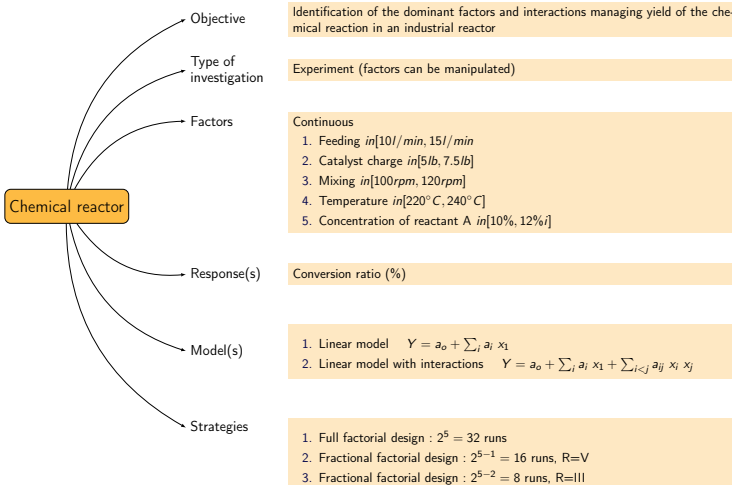 Chemical reactor
Objective
Identification of the dominant factors and interactions managing yield of the che-
mical reaction in an industrial reactor
Type of
investigation
Experiment (factors can be manipulated)
Factors
Continuous
1. Feeding in[10l/min, 15l/min
2. Catalyst charge in[5lb, 7.5lb]
3. Mixing in[100rpm, 120rpm]
4. Temperature in[220°C, 240°C]
5. Concentration of reactant A in[10%, 12%i]
Response(s)
Conversion ratio (%)
Model(s)
1. Linear model Y = a_o + ∑_i a_i x_1
2. Linear model with interactions Y = a_o + ∑_i a_i x_1 + ∑_{i<j} a_{ij} x_i x_j
Strategies
1. Full factorial design : 2^5 = 32 runs
2. Fractional factorial design : 2^{5−1} = 16 runs, R=V
3. Fractional factorial design : 2^{5−2} = 8 runs, R=III